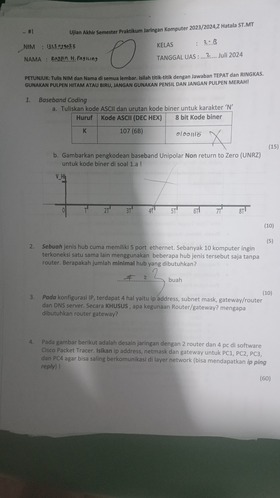 #1
Ujian Akhir Semester Praktikum Jaringan Komputer 2023/2024,Z Hatala ST.MT
NIM :
KELAS :
NAMA :
TANGGAL UAS : Juli 2024
PETUNJUK: Tulis NIM dan Nama di semua lembar. Isilah titik-titik dengan Jawaban TEPAT dan RINGKAS.
GUNAKAN PULPEN HITAM ATAU BIRU, JANGAN GUNAKAN PENSIL DAN JANGAN PULPEN MERAH!
1. Baseband Coding
a. Tuliskan kode ASCII dan urutan kode biner untuk karakter 'N'
Huruf Kode ASCII (DEC HEX) 8 bit Kode biner
K 107 (6B)
(15)
b. Gambarkan pengkodean baseband Unipolar Non return to Zero (UNRZ)
untuk kode biner di soal 1.a !
0 1T 2T 3T 4T 5T 6T 7T 8T
(10)
(5)
2. Sebuah jenis hub cuma memiliki 5 port ethernet. Sebanyak 10 komputer ingin
terkoneksi satu sama lain menggunakan beberapa hub jenis tersebut saja tanpa
router. Berapakah jumlah minimal hub yang dibutuhkan?
buah
(10)
3. Pada konfigurasi IP, terdapat 4 hal yaitu ip address, subnet mask, gateway/router
dan DNS server. Secara KHUSUS , apa kegunaan Router/gateway? mengapa
dibutuhkan router gateway?
4. Pada gambar berikut adalah desain jaringan dengan 2 router dan 4 pc di software
Cisco Packet Tracer. Isikan ip address, netmask dan gateway untuk PC1, PC2, PC3,
dan PC4 agar bisa saling berkomunikasi di layer network (bisa mendapatkan ip ping
reply) !
(60)